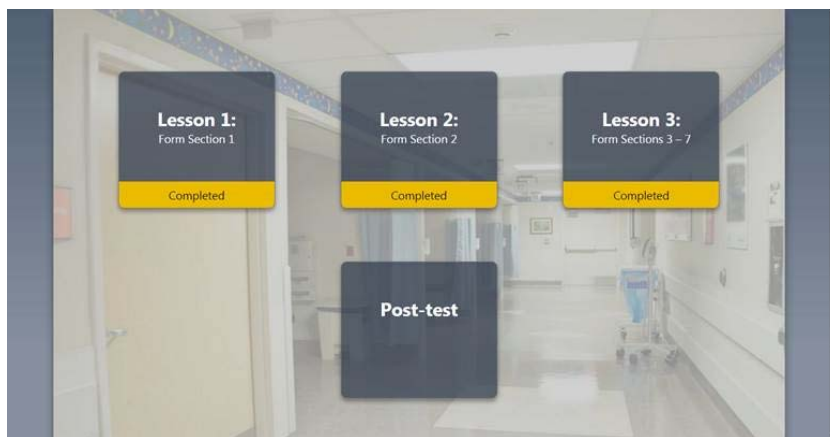 Lesson 1:
Form Section 1
Completed
Lesson 2:
Form Section 2
Completed
Lesson 3:
Form Sections 3 – 7
Completed
Post-test